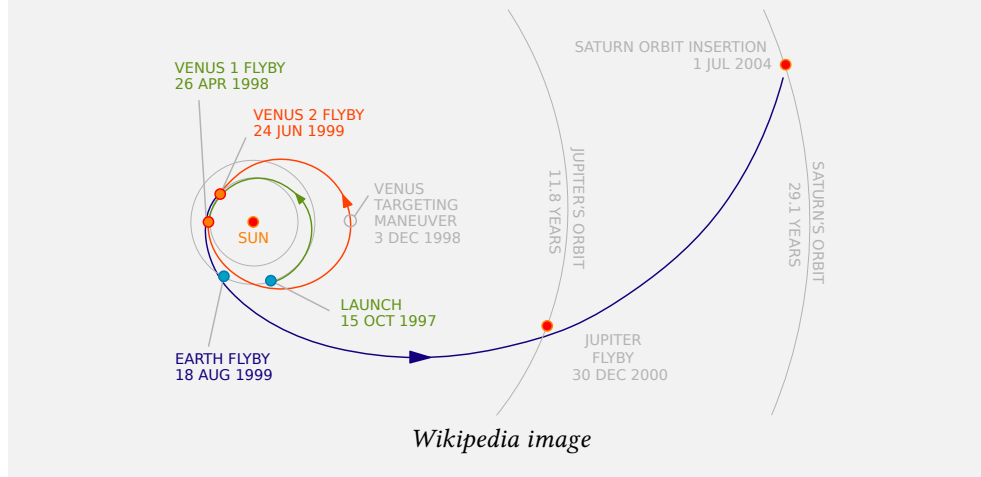 SATURN ORBIT INSERTION
1 JUL 2004
VENUS 1 FLYBY
26 APR 1998
VENUS 2 FLYBY
24 JUN 1999
VENUS
TARGETING
MANEUVER
3 DEC 1998
JUPITER'S ORBIT
11.8 YEARS
SATURN'S ORBIT
29.1 YEARS
SUN
LAUNCH
15 OCT 1997
EARTH FLYBY
18 AUG 1999
JUPITER
FLYBY
30 DEC 2000
Wikipedia image